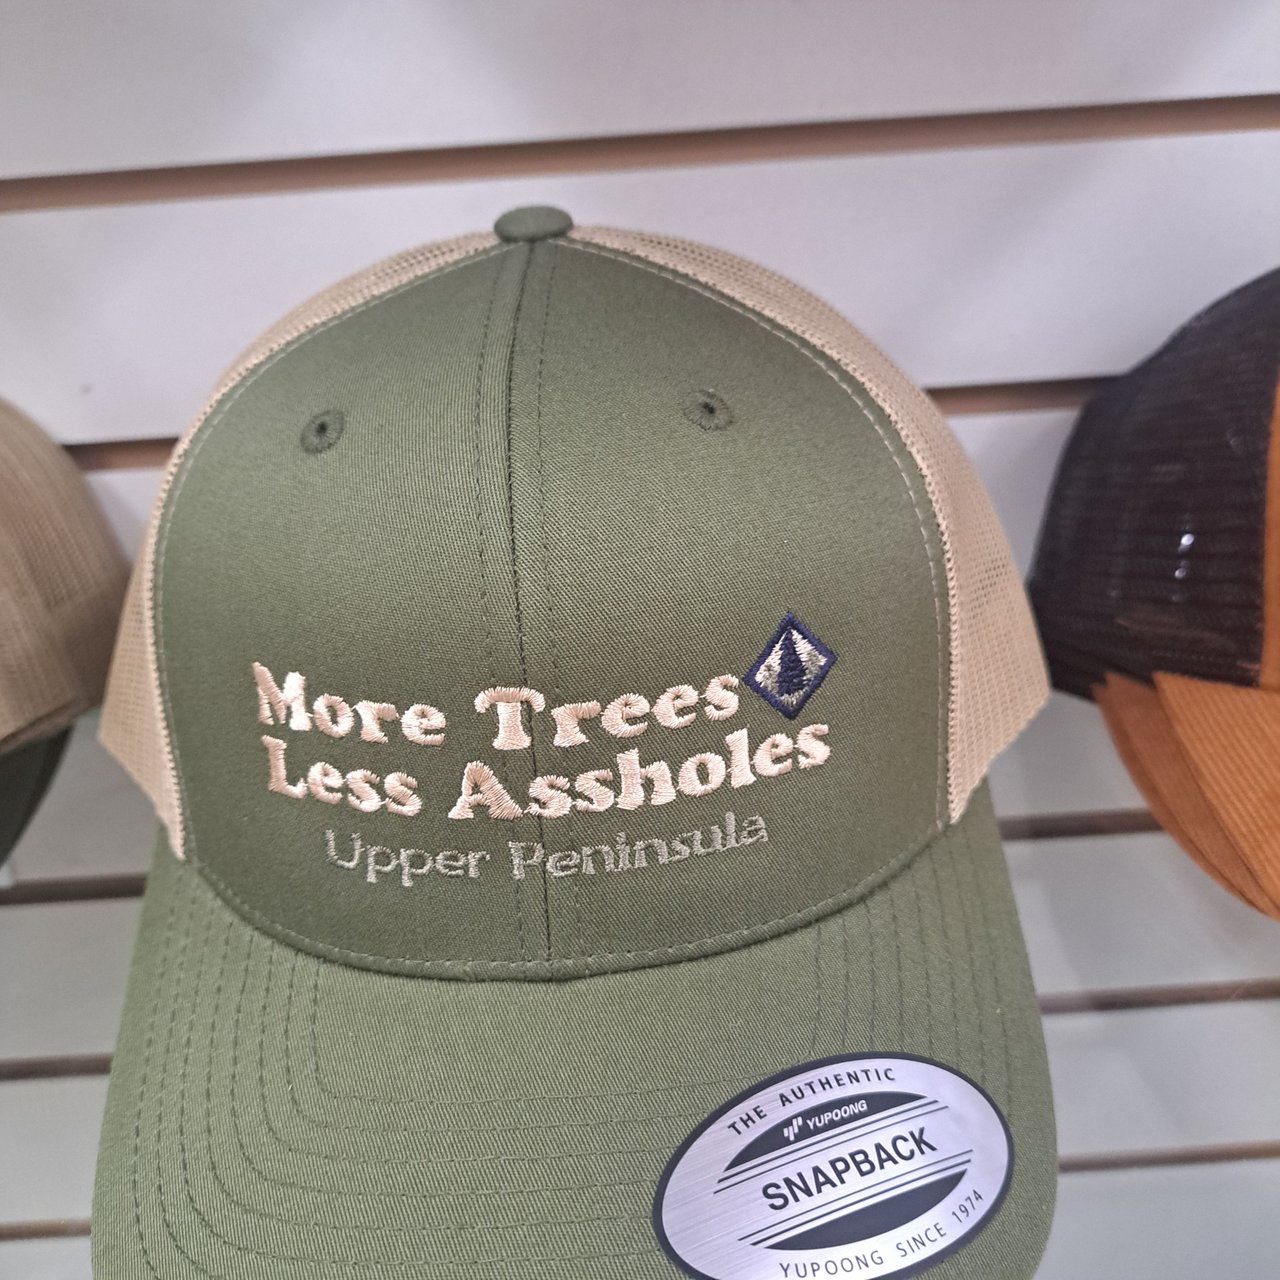 More Trees
Less Assholes
Upper Peninsula
THE AUTHENTIC
YUPOONG
SNAPBACK
YUPOONG SINCE 1974